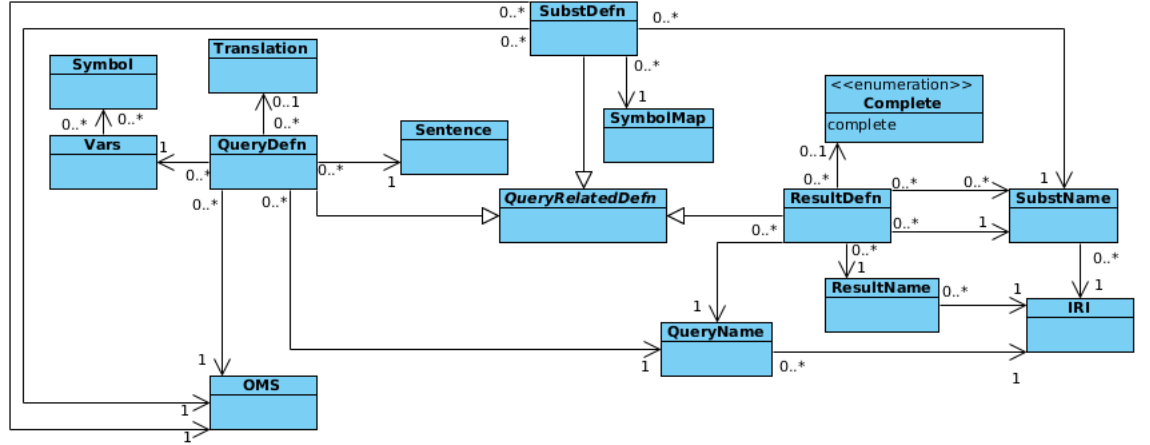 0..*
SubstDefn
0..*
0..*
Translation
Symbol
0..*
<<enumeration>>
Complete
complete
0..1
1
SymbolMap
0..*
0..*
0..*
Vars
1
QueryDefn
0..*
Sentence
0..1
0..*
0..*
1
0..*
0..*
0..*
1
QueryRelatedDefn
ResultDefn
0..*
0..*
SubstName
0..*
0..*
1
0..*
0..*
1
ResultName
0..*
1
1
IRI
1
QueryName
1
1
0..*
1
OMS
1
1